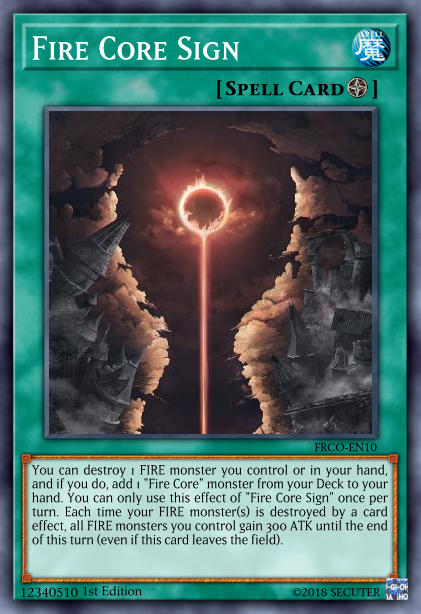 FIRE CORE SIGN
魔
[SPELL CARD]
FRCO-EN10
You can destroy 1 FIRE monster you control or in your hand,
and if you do, add 1 "Fire Core" monster from your Deck to your
hand. You can only use this effect of "Fire Core Sign" once per
turn. Each time your FIRE monster(s) is destroyed by a card
effect, all FIRE monsters you control gain 300 ATK until the end
of this turn (even if this card leaves the field).
12340510 1st Edition ©2018 SECUTER